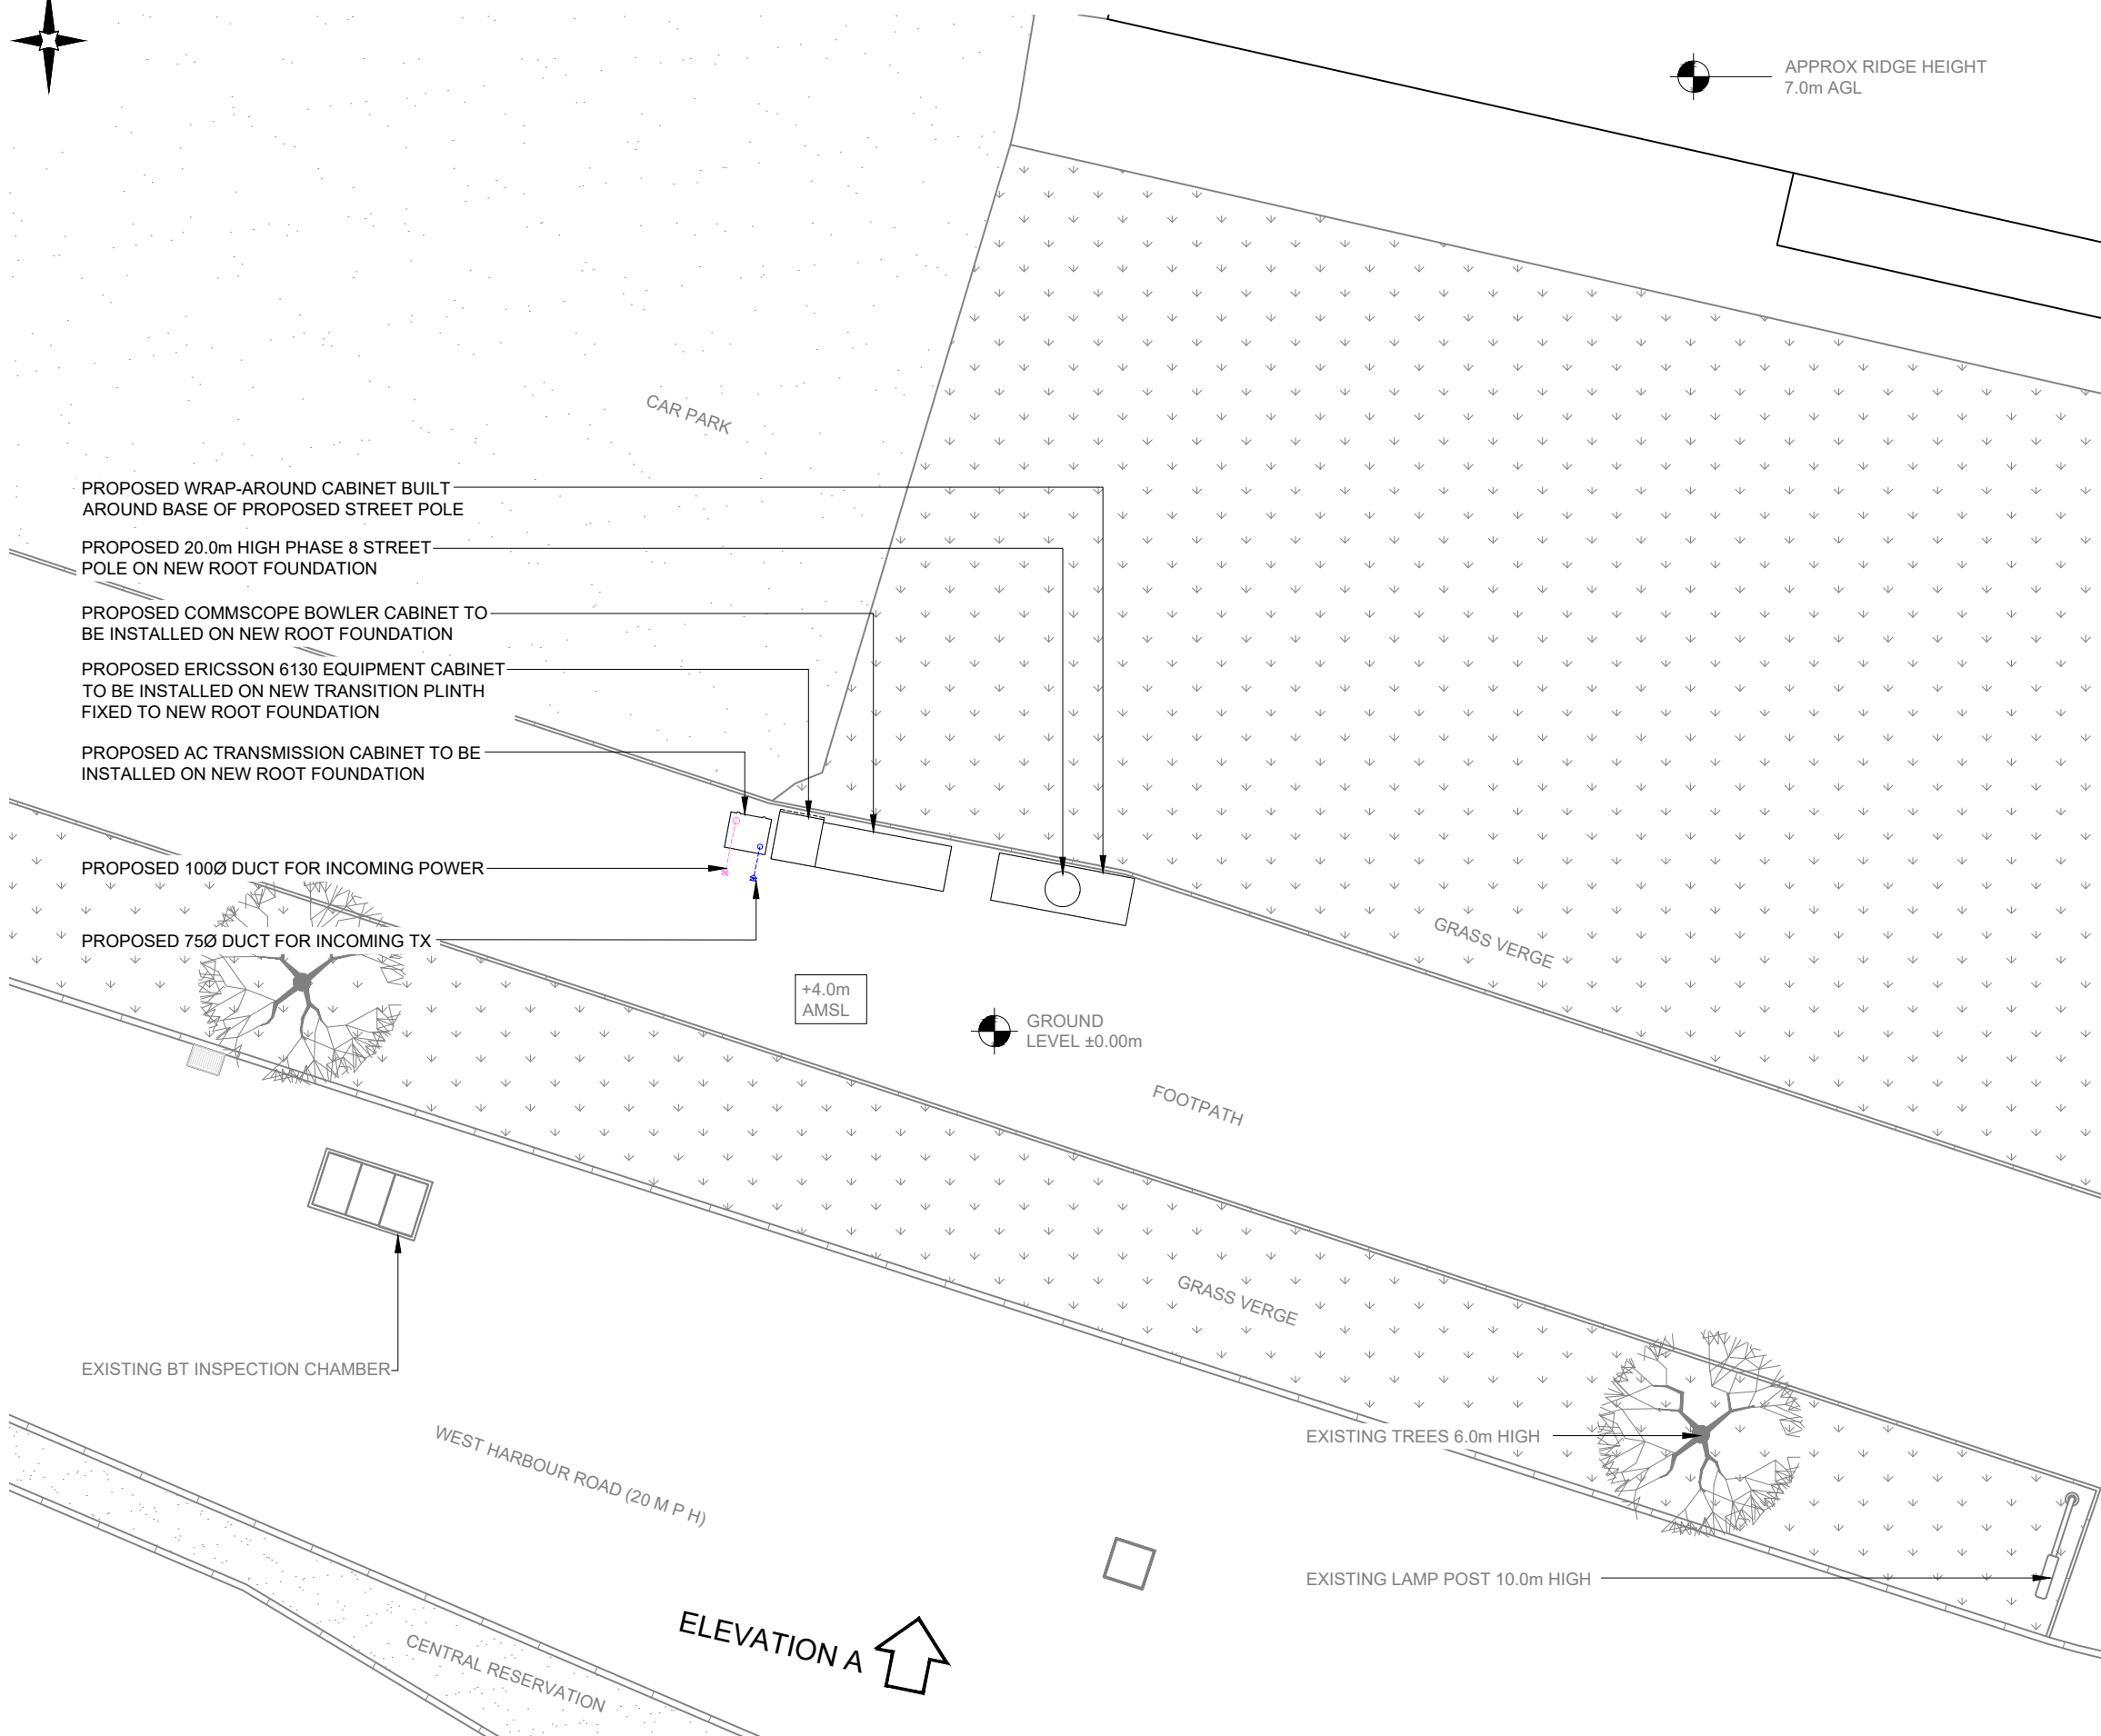 APPROX RIDGE HEIGHT
7.0m AGL
CAR PARK
PROPOSED WRAP-AROUND CABINET BUILT
AROUND BASE OF PROPOSED STREET POLE
PROPOSED 20.0m HIGH PHASE 8 STREET
POLE ON NEW ROOT FOUNDATION
PROPOSED COMMSCOPE BOWLER CABINET TO
BE INSTALLED ON NEW ROOT FOUNDATION
PROPOSED ERICSSON 6130 EQUIPMENT CABINET
TO BE INSTALLED ON NEW TRANSITION PLINTH
FIXED TO NEW ROOT FOUNDATION
PROPOSED AC TRANSMISSION CABINET TO BE
INSTALLED ON NEW ROOT FOUNDATION
PROPOSED 100Ø DUCT FOR INCOMING POWER
PROPOSED 75Ø DUCT FOR INCOMING TX
GRASS VERGE
+4.0m
AMSL
GROUND
LEVEL ±0.00m
FOOTPATH
GRASS VERGE
EXISTING BT INSPECTION CHAMBER
WEST HARBOUR ROAD (20 M P H)
EXISTING TREES 6.0m HIGH
EXISTING LAMP POST 10.0m HIGH
ELEVATION A
CENTRAL RESERVATION